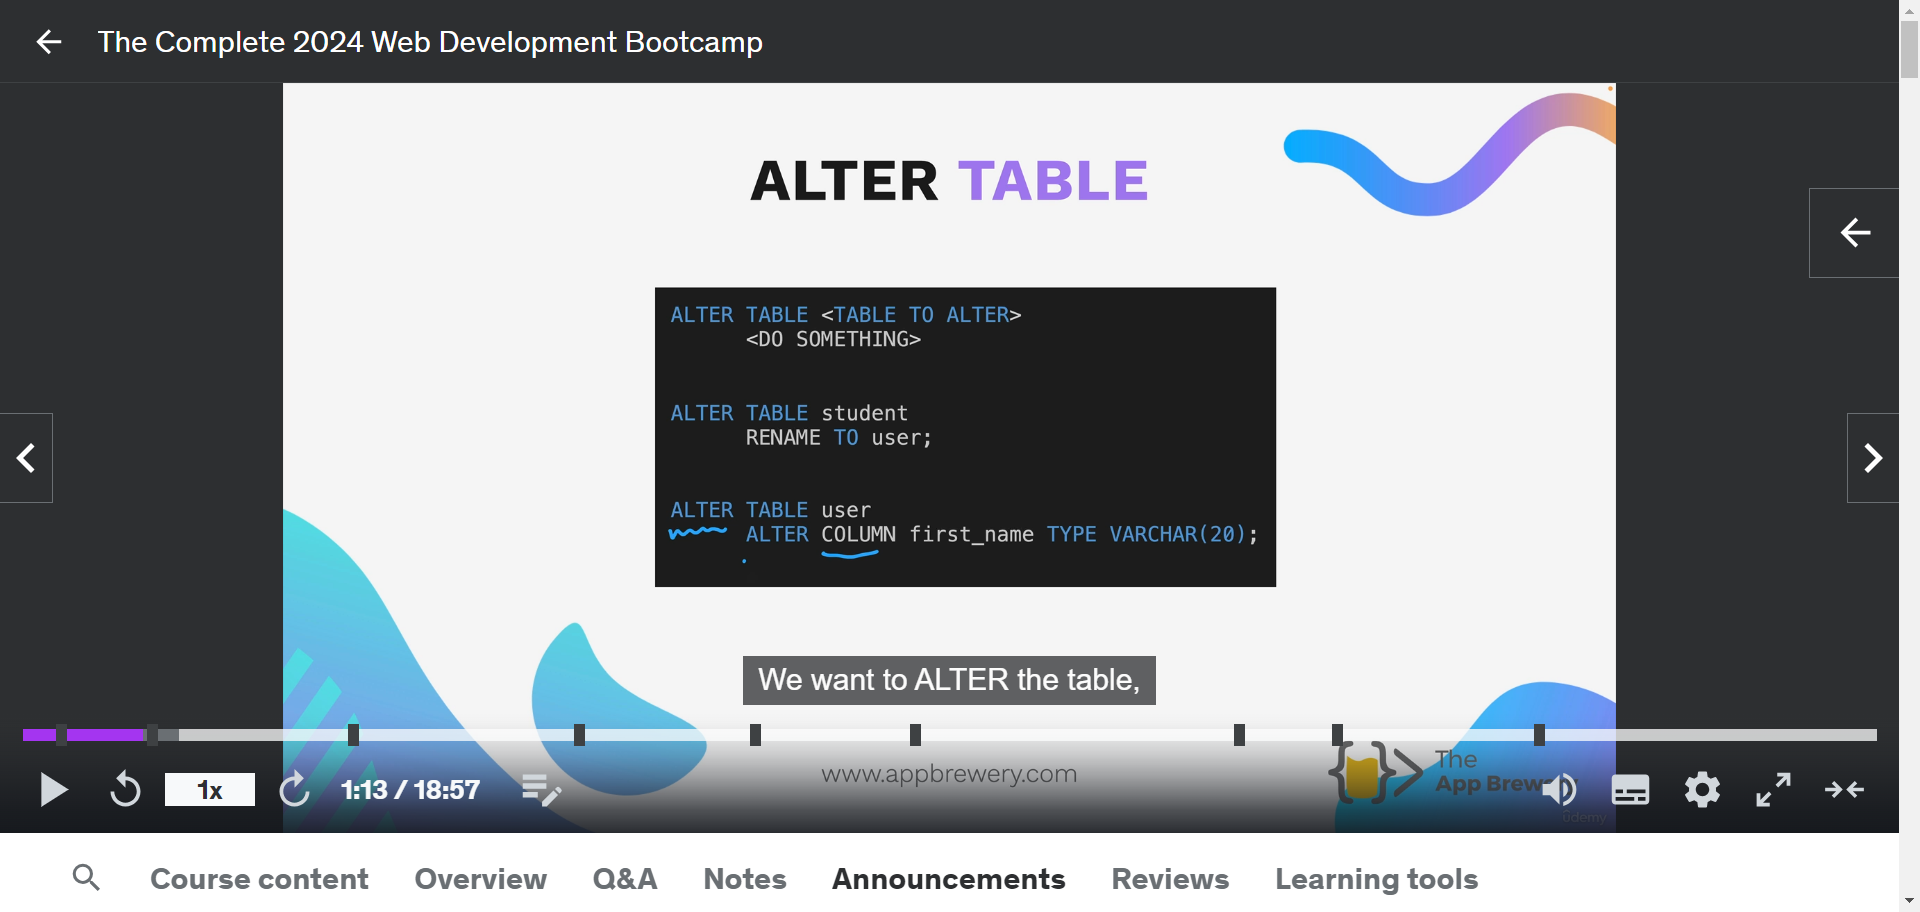 The Complete 2024 Web Development Bootcamp
ALTER TABLE
ALTER TABLE <TABLE TO ALTER>
<DO SOMETHING>
ALTER TABLE student
RENAME TO user;
ALTER TABLE user
ALTER COLUMN first_name TYPE VARCHAR(20);
We want to ALTER the table,
www.appbrewery.com
The
App Brew
udemy
1x
1:13 / 18:57
Course content
Overview
Q&A
Notes
Announcements
Reviews
Learning tools